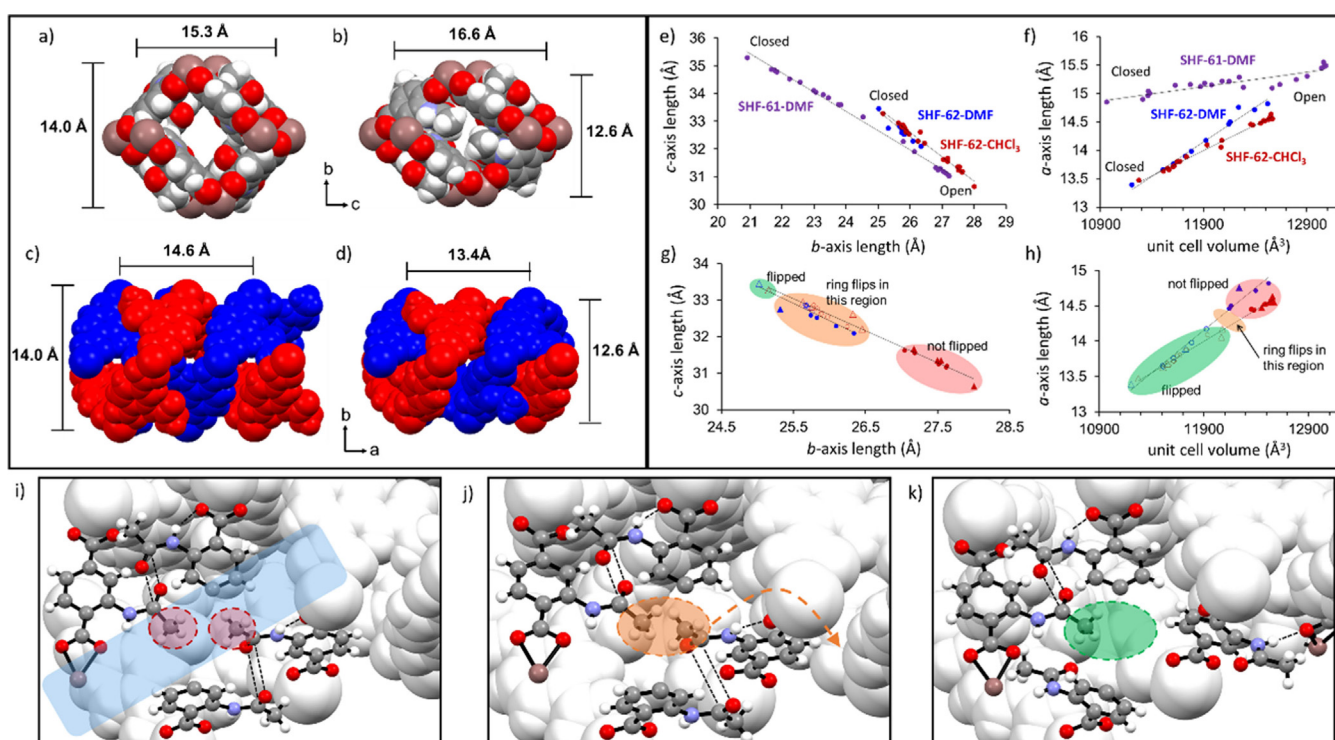 a)
15.3 Å
14.0 Å
b)
16.6 Å
12.6 Å
b
c
c)
14.6 Å
14.0 Å
d)
13.4Å
12.6 Å
b
a
e)
36
35
34
33
32
31
30
20 21 22 23 24 25 26 27 28 29
c-axis length (Å)
b-axis length (Å)
Closed
SHF-61-DMF
Closed
SHF-62-DMF
SHF-62-CHCl₃
Open
f)
16
15.5
15
14.5
14
13.5
13
10900 11900 12900
a-axis length (Å)
unit cell volume (Å³)
SHF-61-DMF
Closed
Open
SHF-62-DMF
SHF-62-CHCl₃
Closed
g)
34
33
32
31
30
24.5 25.5 26.5 27.5 28.5
c-axis length (Å)
b-axis length (Å)
flipped
ring flips in
this region
not flipped
h)
15
14.5
14
13.5
13
10900 11900 12900
a-axis length (Å)
unit cell volume (Å³)
not flipped
ring flips in
this region
flipped
i)
j)
k)